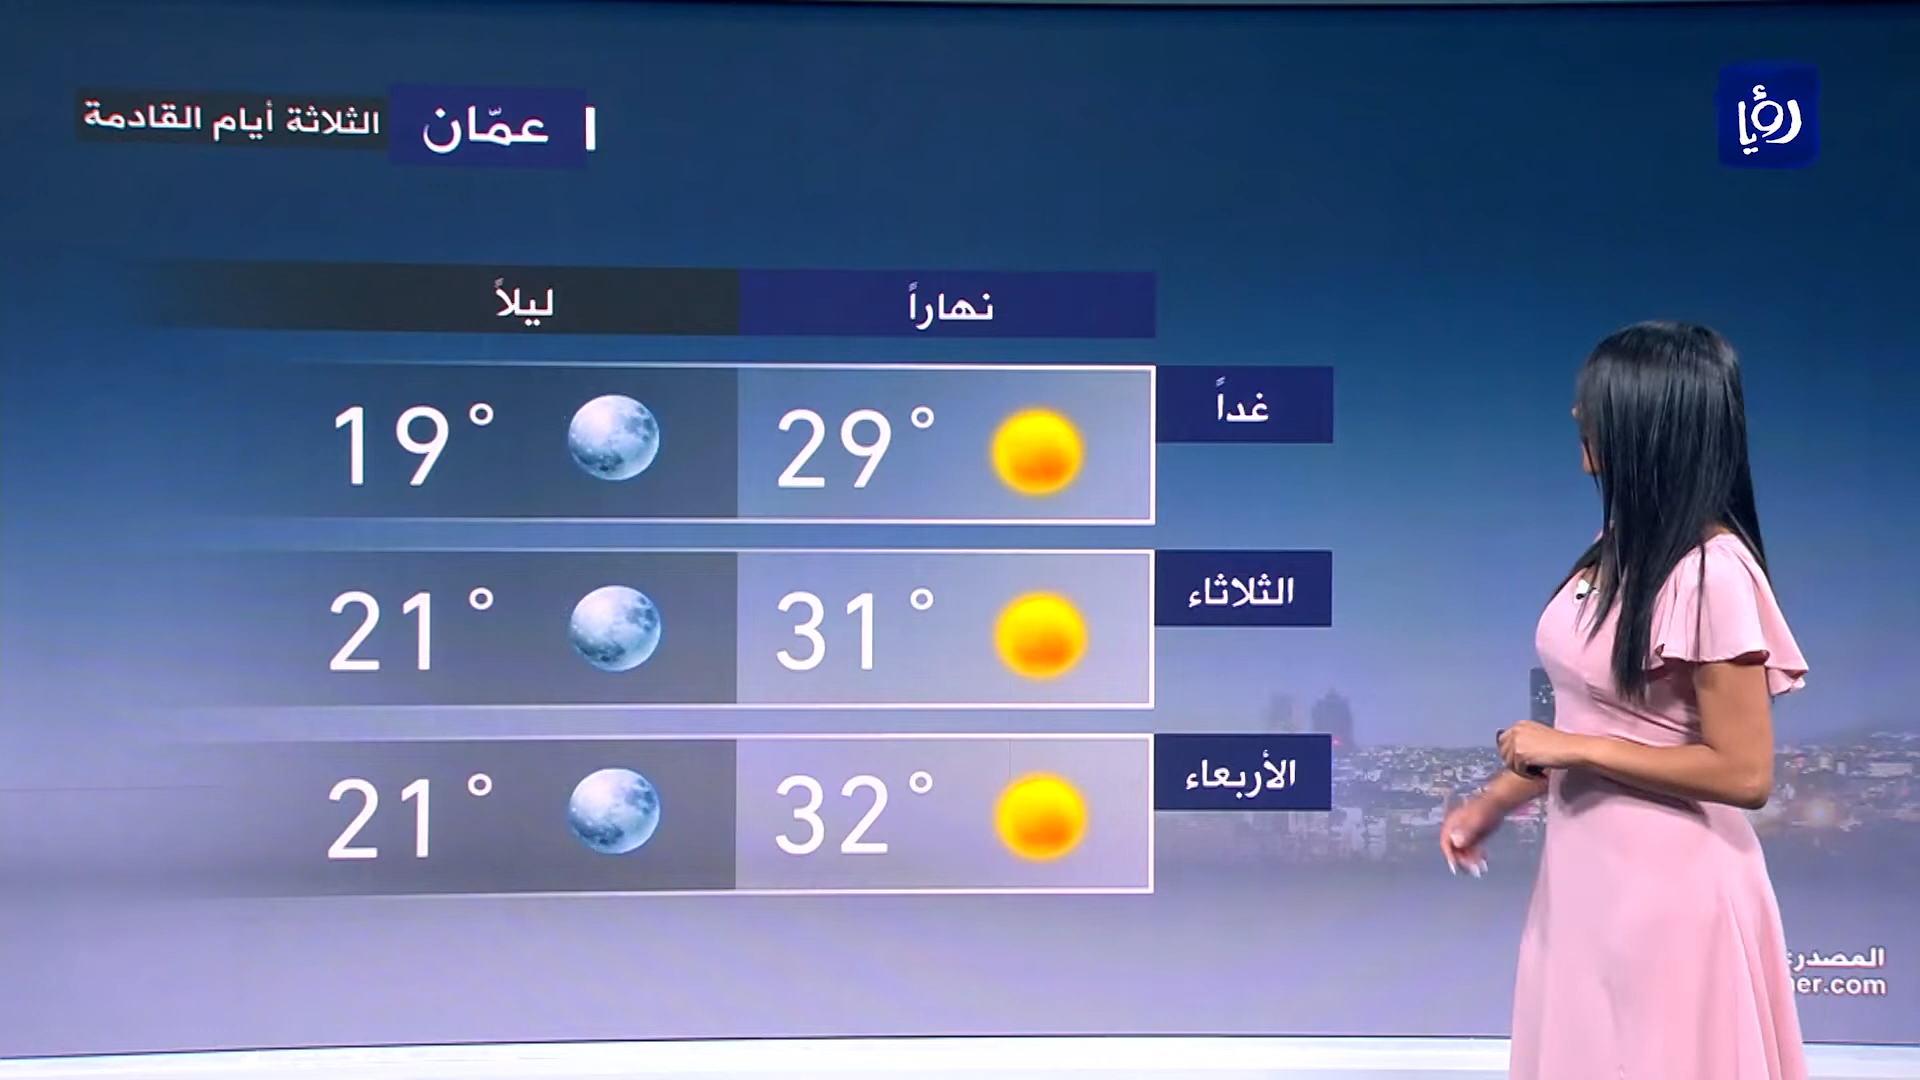 رؤيا
عمّان
الثلاثة أيام القادمة
نهاراً ليلاً
غداً 29° 19°
الثلاثاء 31° 21°
الأربعاء 32° 21°
المصدر
.com